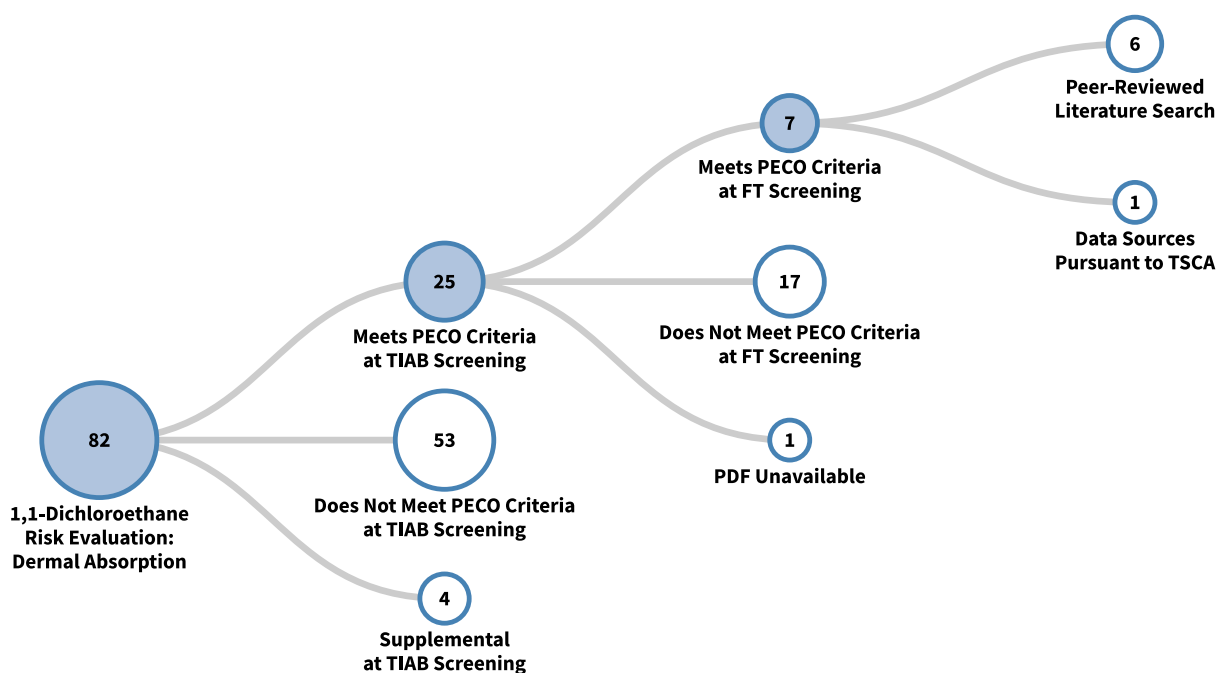 6
Peer-Reviewed
Literature Search
7
Meets PECO Criteria
at FT Screening
1
Data Sources
Pursuant to TSCA
25
Meets PECO Criteria
at TIAB Screening
17
Does Not Meet PECO Criteria
at FT Screening
82
1,1-Dichloroethane
Risk Evaluation:
Dermal Absorption
53
Does Not Meet PECO Criteria
at TIAB Screening
1
PDF Unavailable
4
Supplemental
at TIAB Screening